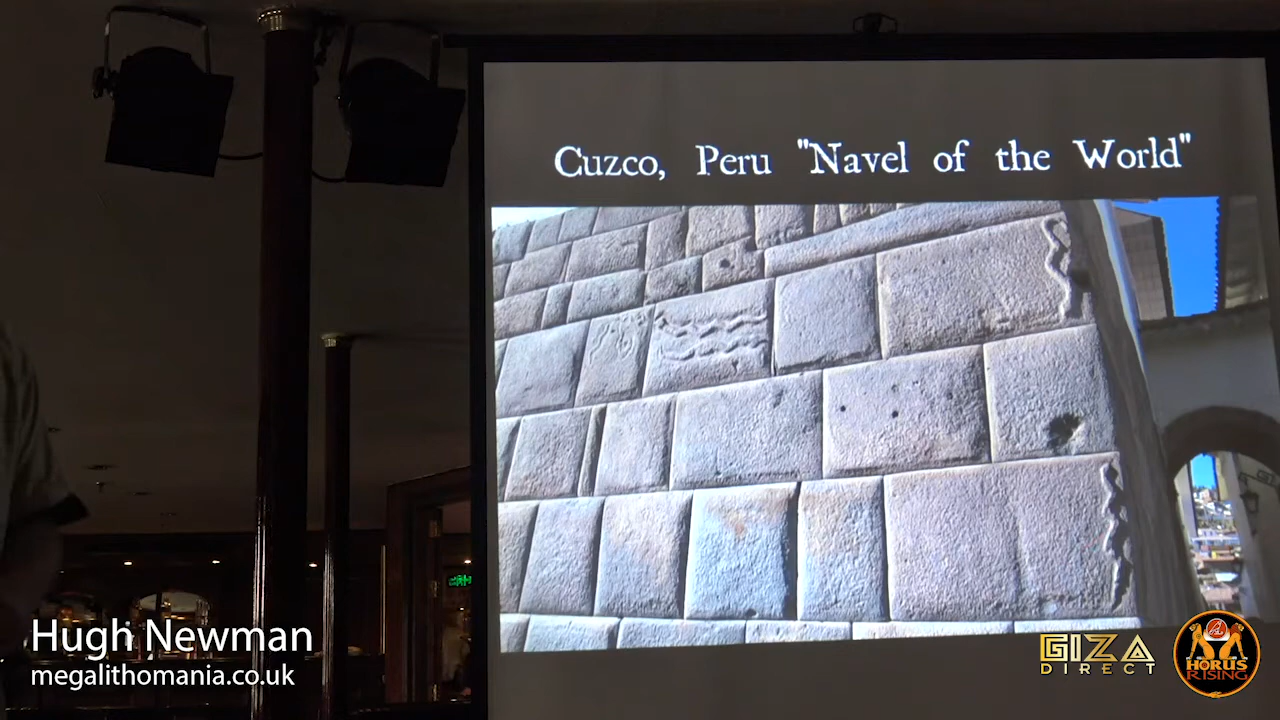 Cuzco, Peru "Navel of the World"
Hugh Newman
megalithomania.co.uk
GIZA
DIRECT
HORUS
RISING